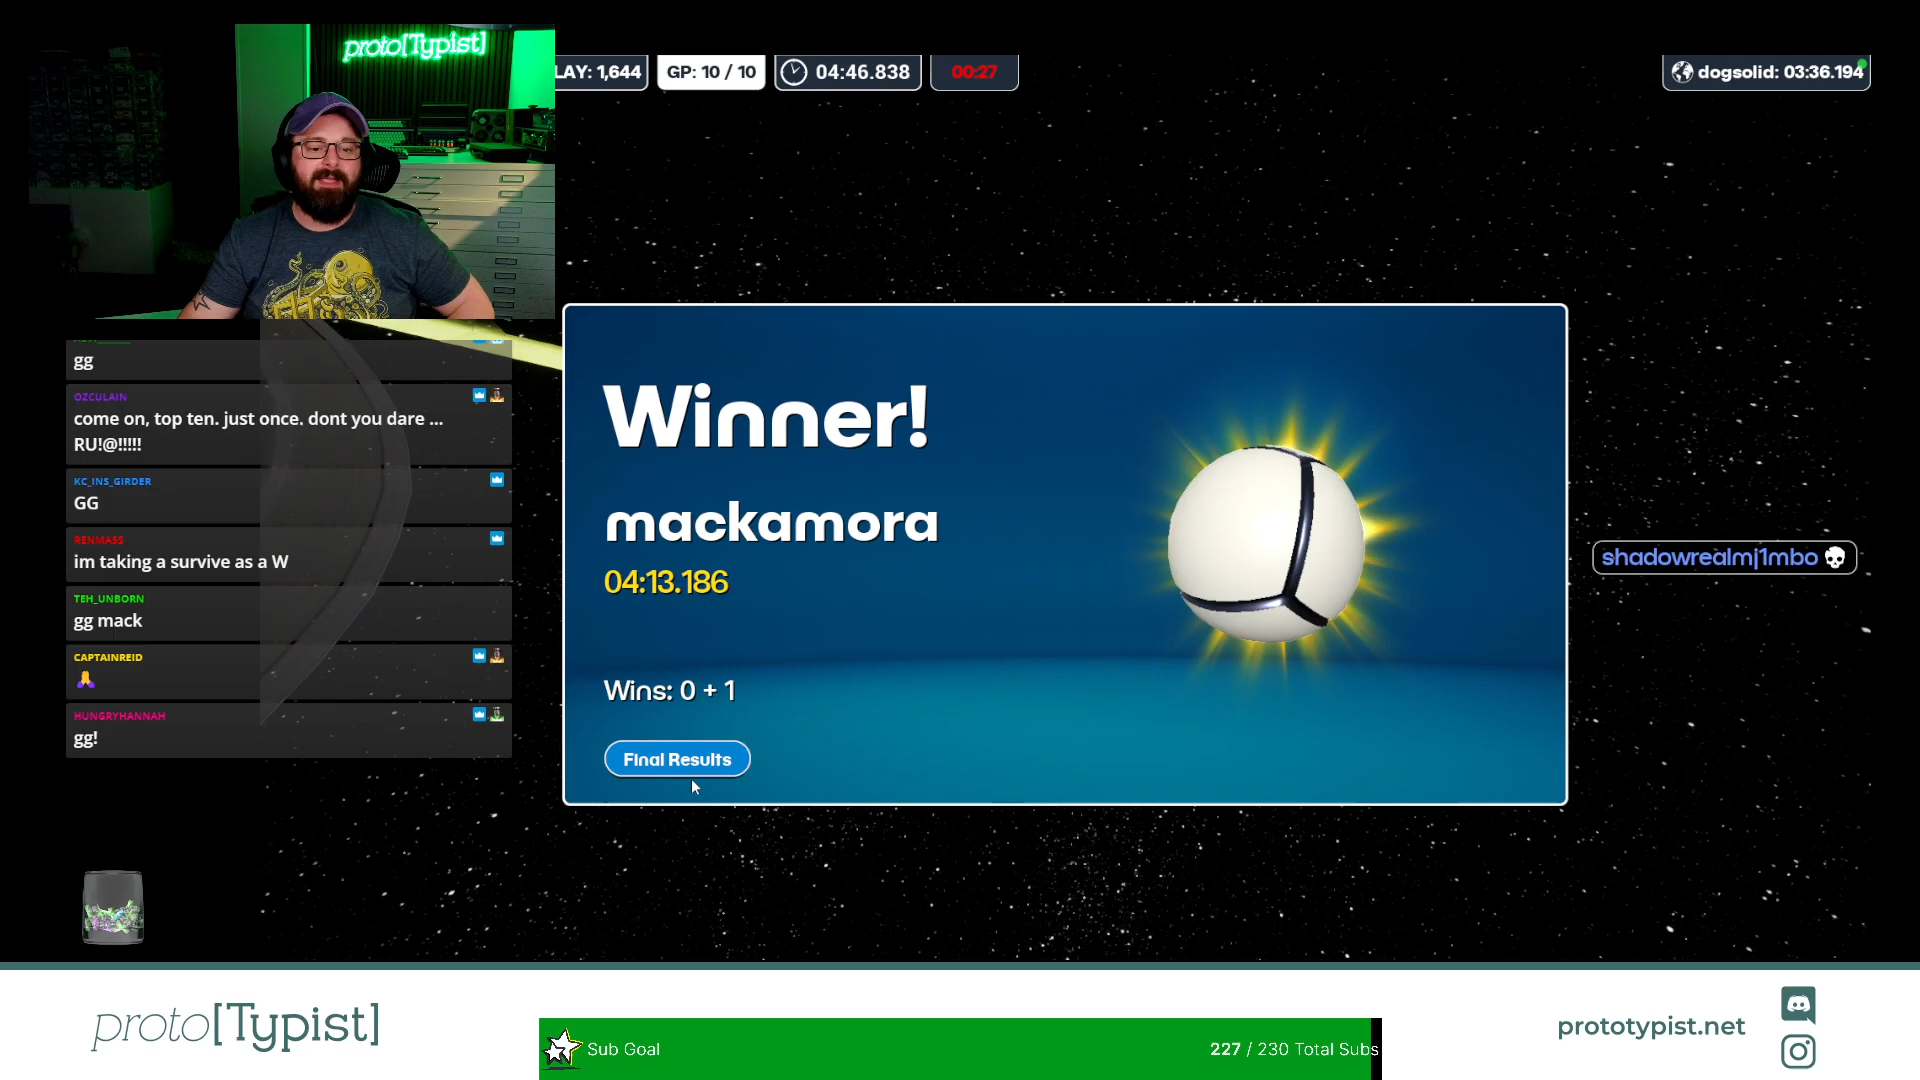 proto[Typist]
LAY: 1,644
GP: 10 / 10
04:46.838
00:27
dogsolid: 03:36.194
gg
OZCULAIN
come on, top ten. just once. dont you dare ...
RU!@!!!!!
KC_INS_GIRDER
GG
RENMASS
im taking a survive as a W
TEH_UNBORN
gg mack
CAPTAINREID
HUNGRYHANNAH
gg!
Winner!
mackamora
04:13.186
Wins: 0 + 1
Final Results
shadowrealmj1mbo
proto[Typist]
Sub Goal
227 / 230 Total Subs
prototypist.net